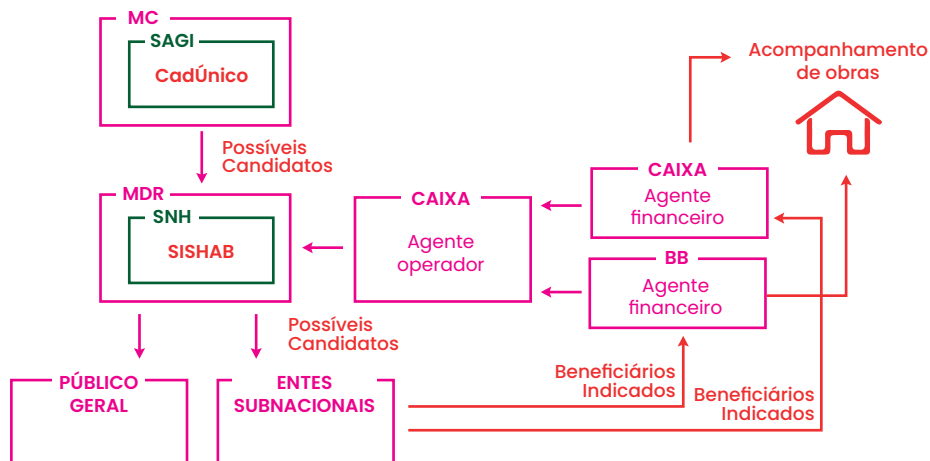 MC
SAGI
CadÚnico
Possíveis
Candidatos
Acompanhamento
de obras
MDR
SNH
SISHAB
CAIXA
Agente
operador
CAIXA
Agente
financeiro
BB
Agente
financeiro
Possíveis
Candidatos
PÚBLICO
GERAL
ENTES
SUBNACIONAIS
Beneficiários
Indicados
Beneficiários
Indicados